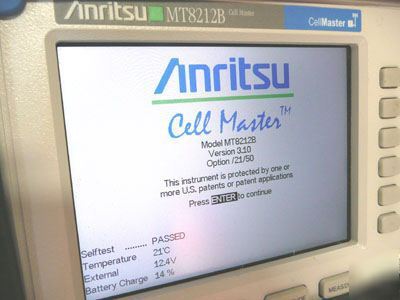 Anritsu MT8212B Cell Master
CellMaster
Anritsu
Cell Master™
Model MT8212B
Version 3.10
Option /21/50
This instrument is protected by one or
more U.S. patents or patent applications
Press ENTER to continue
Selftest ......... PASSED
Temperature 21°C
External 12.4V
Battery Charge 14 %